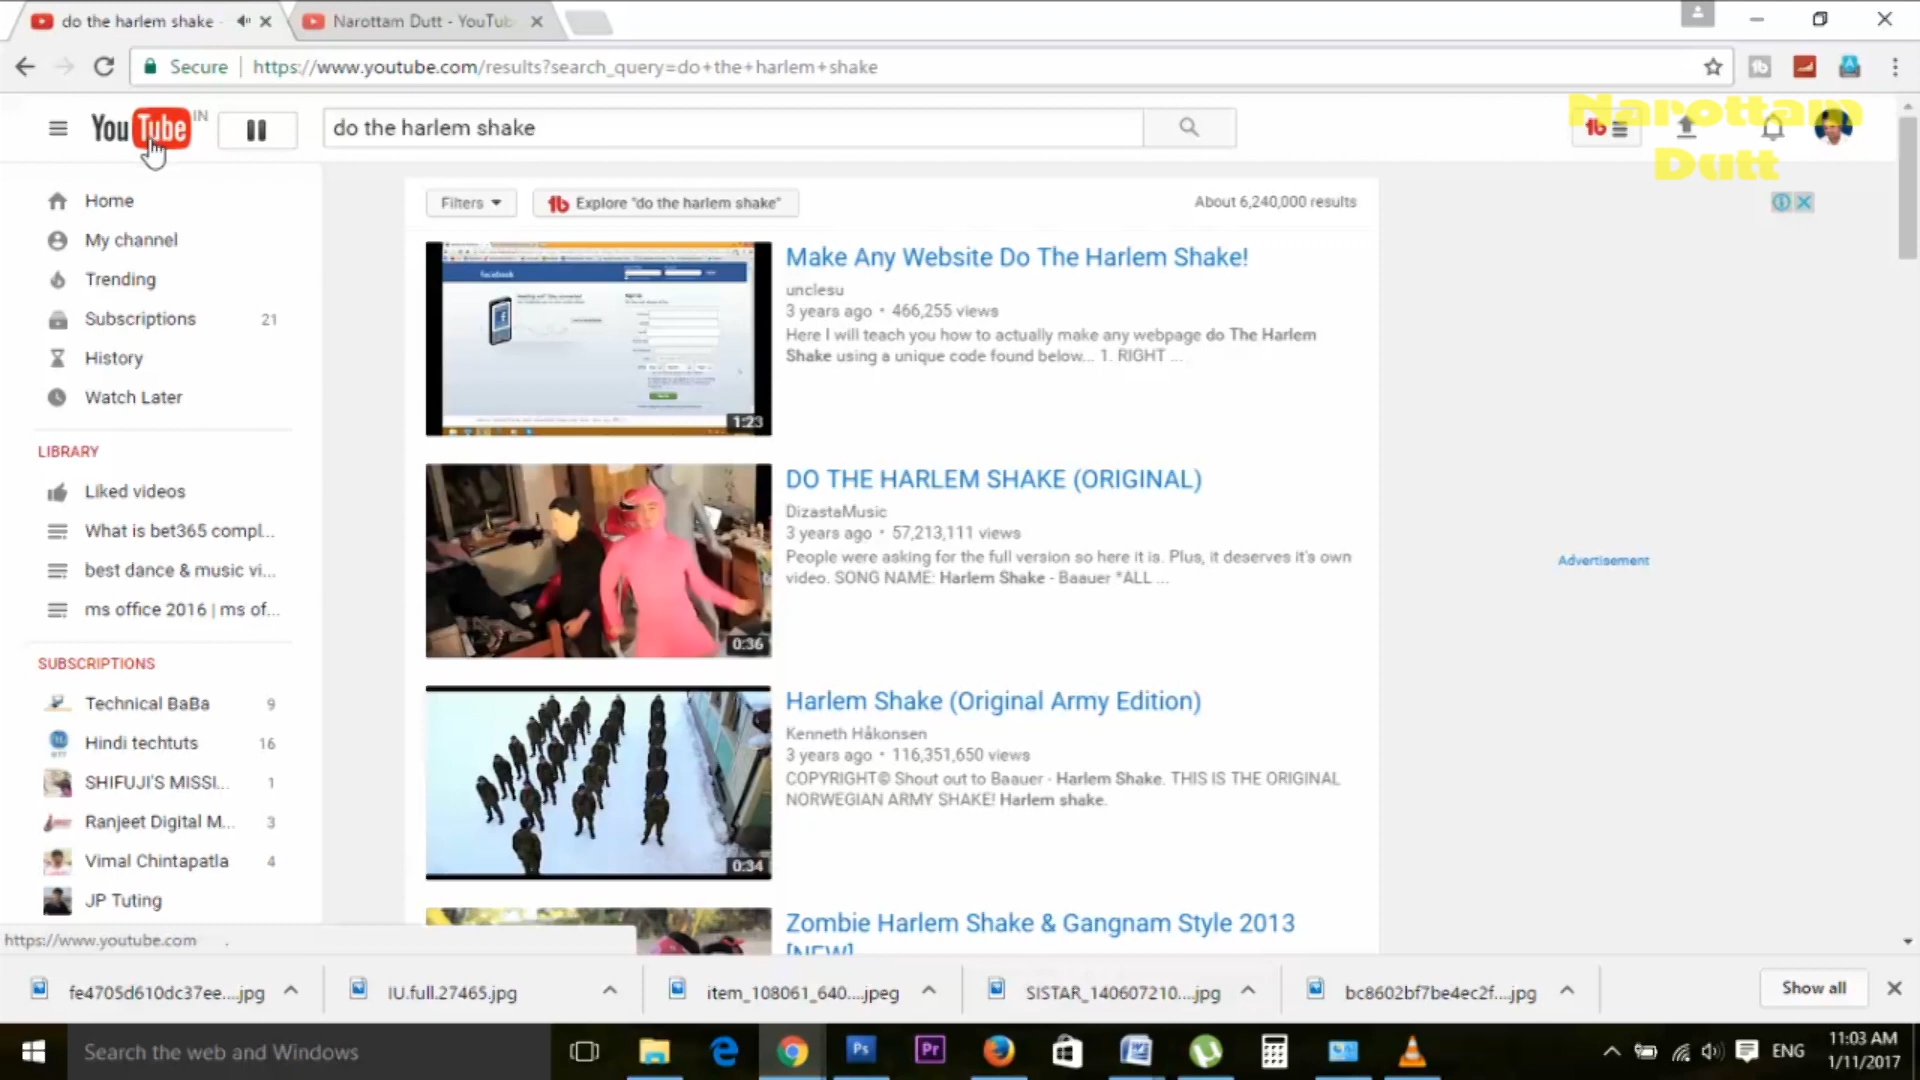 do the harlem shake
Narottam Dutt - YouTub
Secure
https://www.youtube.com/results?search_query=do+the+harlem+shake
YouTube IN
do the harlem shake
Narottam
Dutt
Home
My channel
Trending
Subscriptions 21
History
Watch Later
LIBRARY
Liked videos
What is bet365 compl...
best dance & music vi...
ms office 2016 | ms of...
SUBSCRIPTIONS
Technical BaBa 9
Hindi techtuts 16
SHIFUJI'S MISSI... 1
Ranjeet Digital M... 3
Vimal Chintapatla 4
JP Tuting
https://www.youtube.com
Filters
Explore "do the harlem shake"
About 6,240,000 results
facebook
1:23
Make Any Website Do The Harlem Shake!
unclesu
3 years ago • 466,255 views
Here I will teach you how to actually make any webpage do The Harlem
Shake using a unique code found below... 1. RIGHT ...
0:36
DO THE HARLEM SHAKE (ORIGINAL)
DizastaMusic
3 years ago • 57,213,111 views
People were asking for the full version so here it is. Plus, it deserves it's own
video. SONG NAME: Harlem Shake - Baauer *ALL ...
0:34
Harlem Shake (Original Army Edition)
Kenneth Håkonsen
3 years ago • 116,351,650 views
COPYRIGHT© Shout out to Baauer - Harlem Shake. THIS IS THE ORIGINAL
NORWEGIAN ARMY SHAKE! Harlem shake.
Zombie Harlem Shake & Gangnam Style 2013
[NEW]
Advertisement
fe4705d610dc37ee....jpg
IU.full.27465.jpg
item_108061_640....jpeg
SISTAR_140607210....jpg
bc8602bf7be4ec2f....jpg
Show all
Search the web and Windows
Ps
Pr
ENG
11:03 AM
1/11/2017